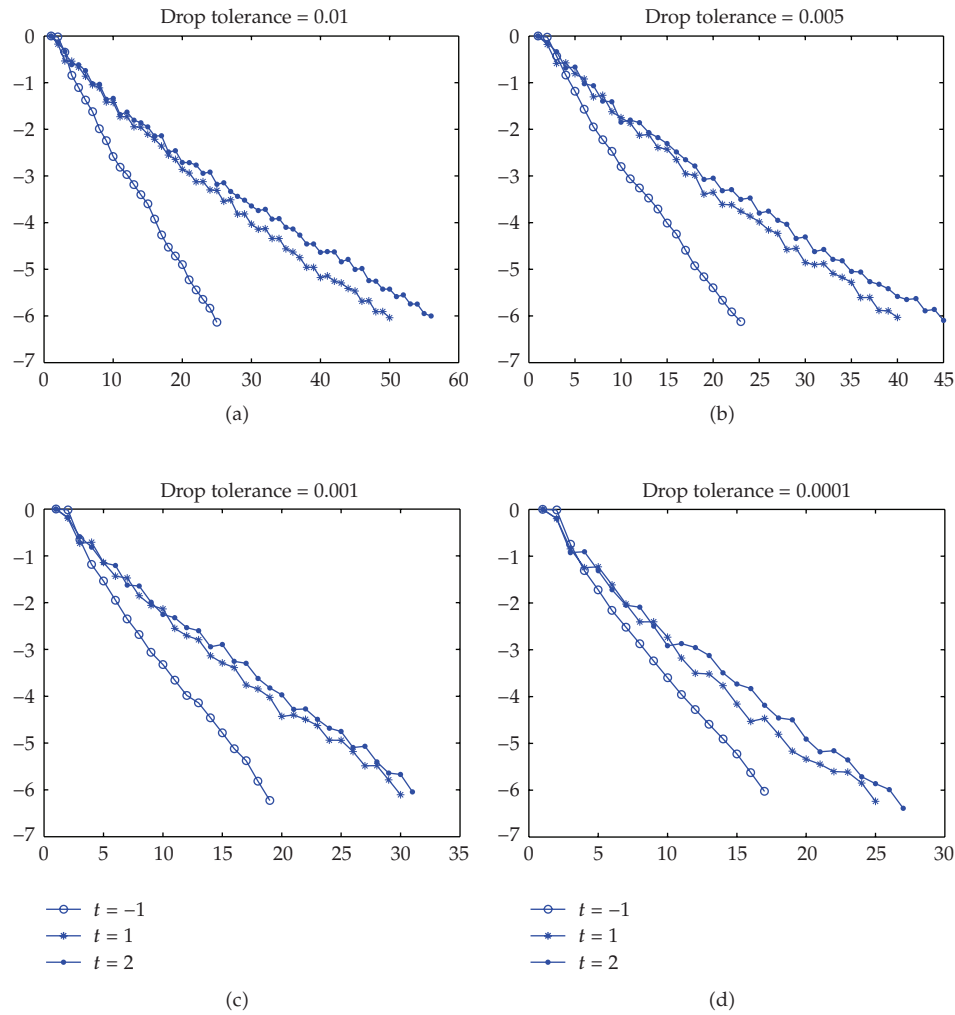 Drop tolerance = 0.01
0
−1
−2
−3
−4
−5
−6
−7
0 10 20 30 40 50 60
(a)
Drop tolerance = 0.005
0
−1
−2
−3
−4
−5
−6
−7
0 5 10 15 20 25 30 35 40 45
(b)
Drop tolerance = 0.001
0
−1
−2
−3
−4
−5
−6
−7
0 5 10 15 20 25 30 35
t = −1
t = 1
t = 2
(c)
Drop tolerance = 0.0001
0
−1
−2
−3
−4
−5
−6
−7
0 5 10 15 20 25 30
t = −1
t = 1
t = 2
(d)